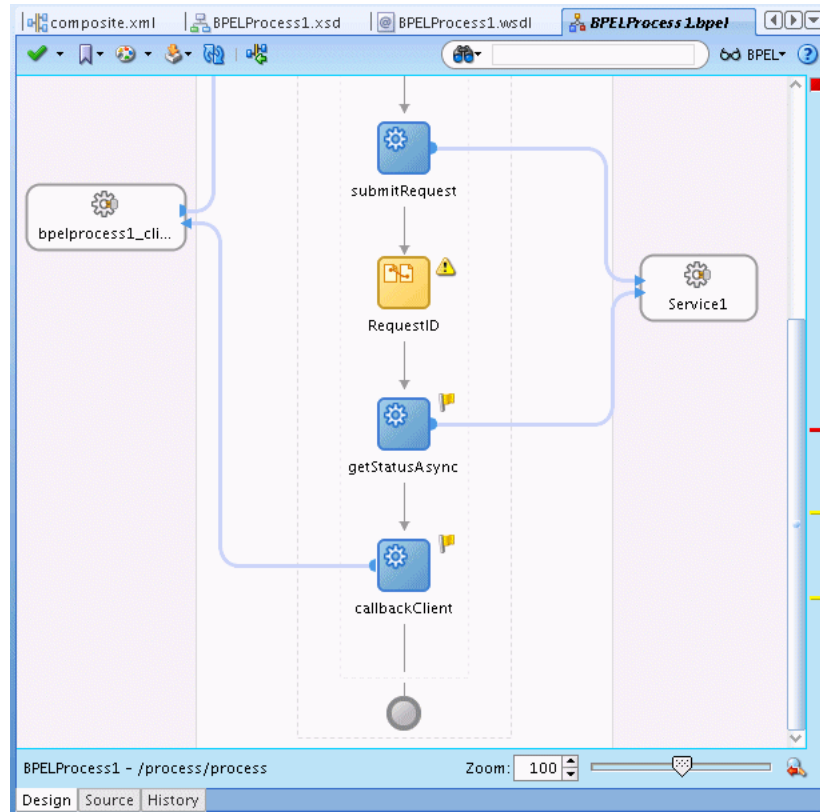 composite.xml BPELProcess1.xsd BPELProcess1.wsdl BPELProcess1.bpel
BPEL
submitRequest
bpelprocess1_cli...
RequestID
Service1
getStatusAsync
callbackClient
BPELProcess1 - /process/process Zoom: 100
Design Source History